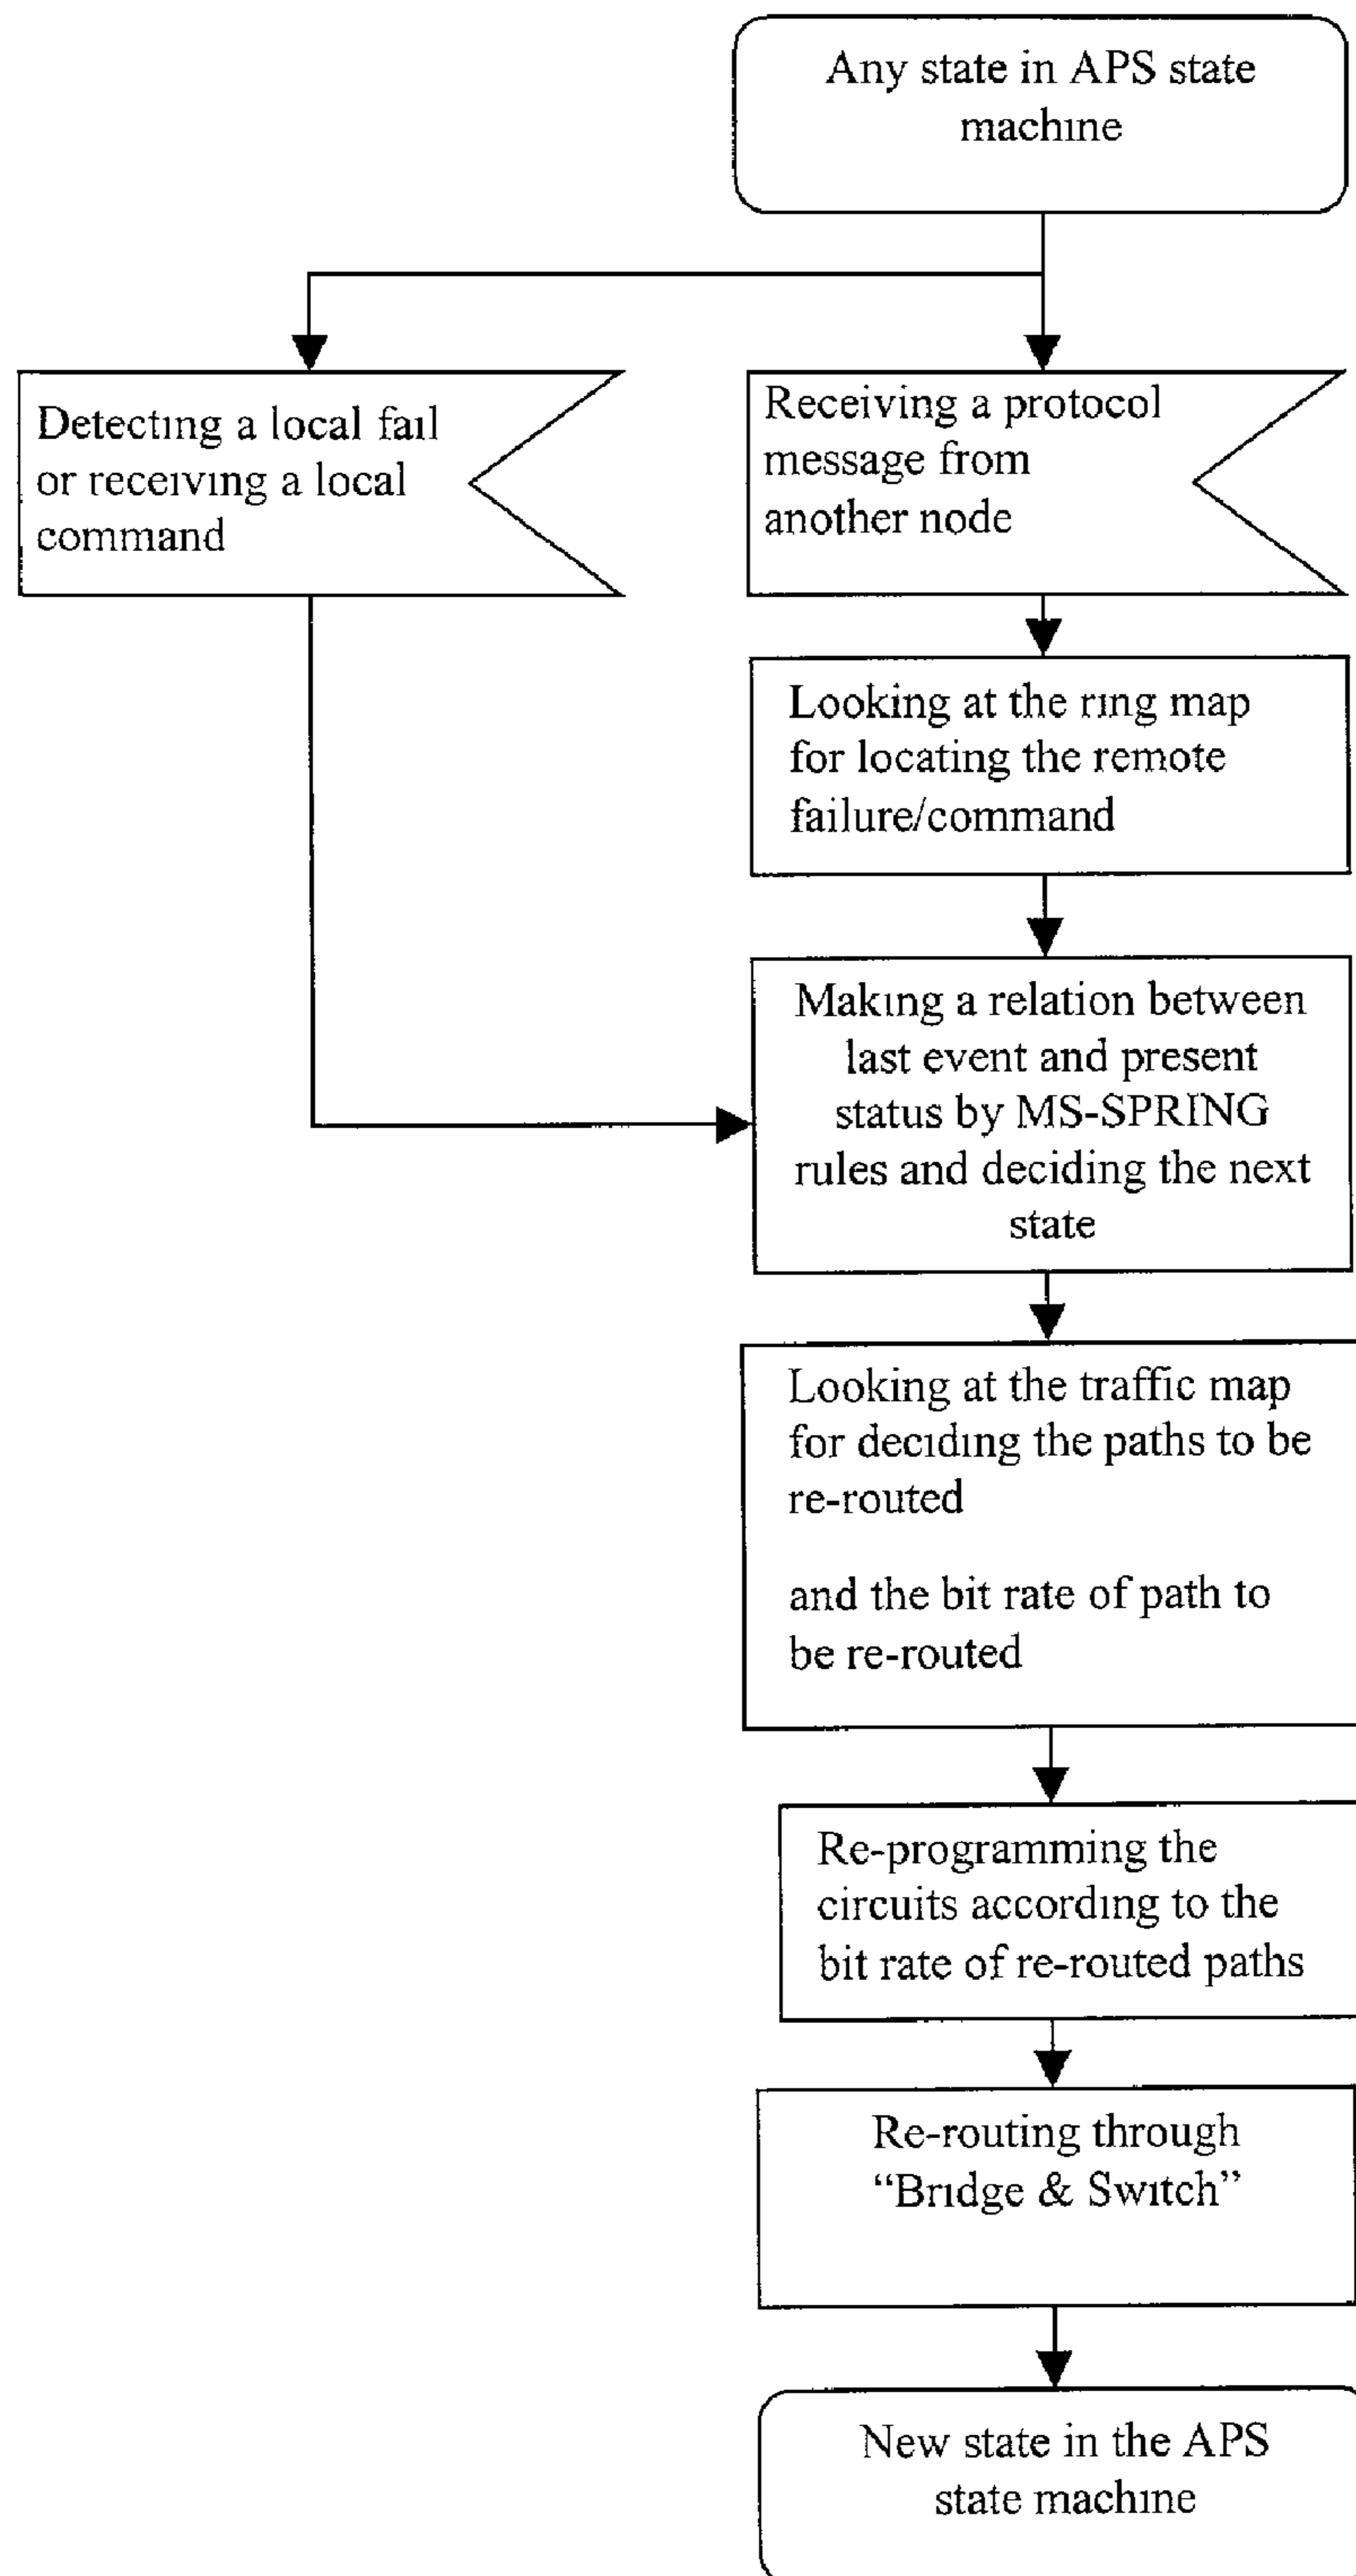 Any state in APS state
machine
Detecting a local fail
or receiving a local
command
Receiving a protocol
message from
another node
Looking at the ring map
for locating the remote
failure/command
Making a relation between
last event and present
status by MS-SPRING
rules and deciding the next
state
Looking at the traffic map
for deciding the paths to be
re-routed
and the bit rate of path to
be re-routed
Re-programming the
circuits according to the
bit rate of re-routed paths
Re-routing through
“Bridge & Switch”
New state in the APS
state machine